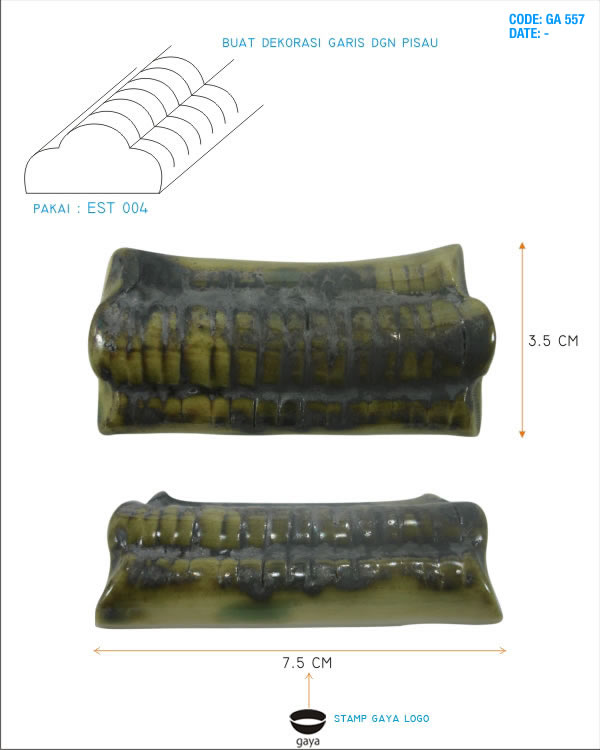 CODE: GA 557
DATE: -
BUAT DEKORASI GARIS DGN PISAU
PAKAI : EST 004
3.5 CM
7.5 CM
STAMP GAYA LOGO
gaya